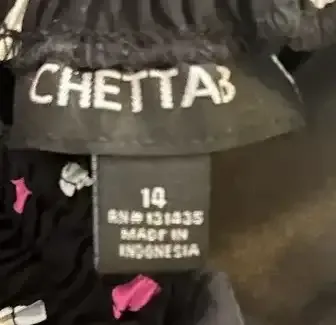 CHETTA B
14
RN# 131435
MADE IN
INDONESIA